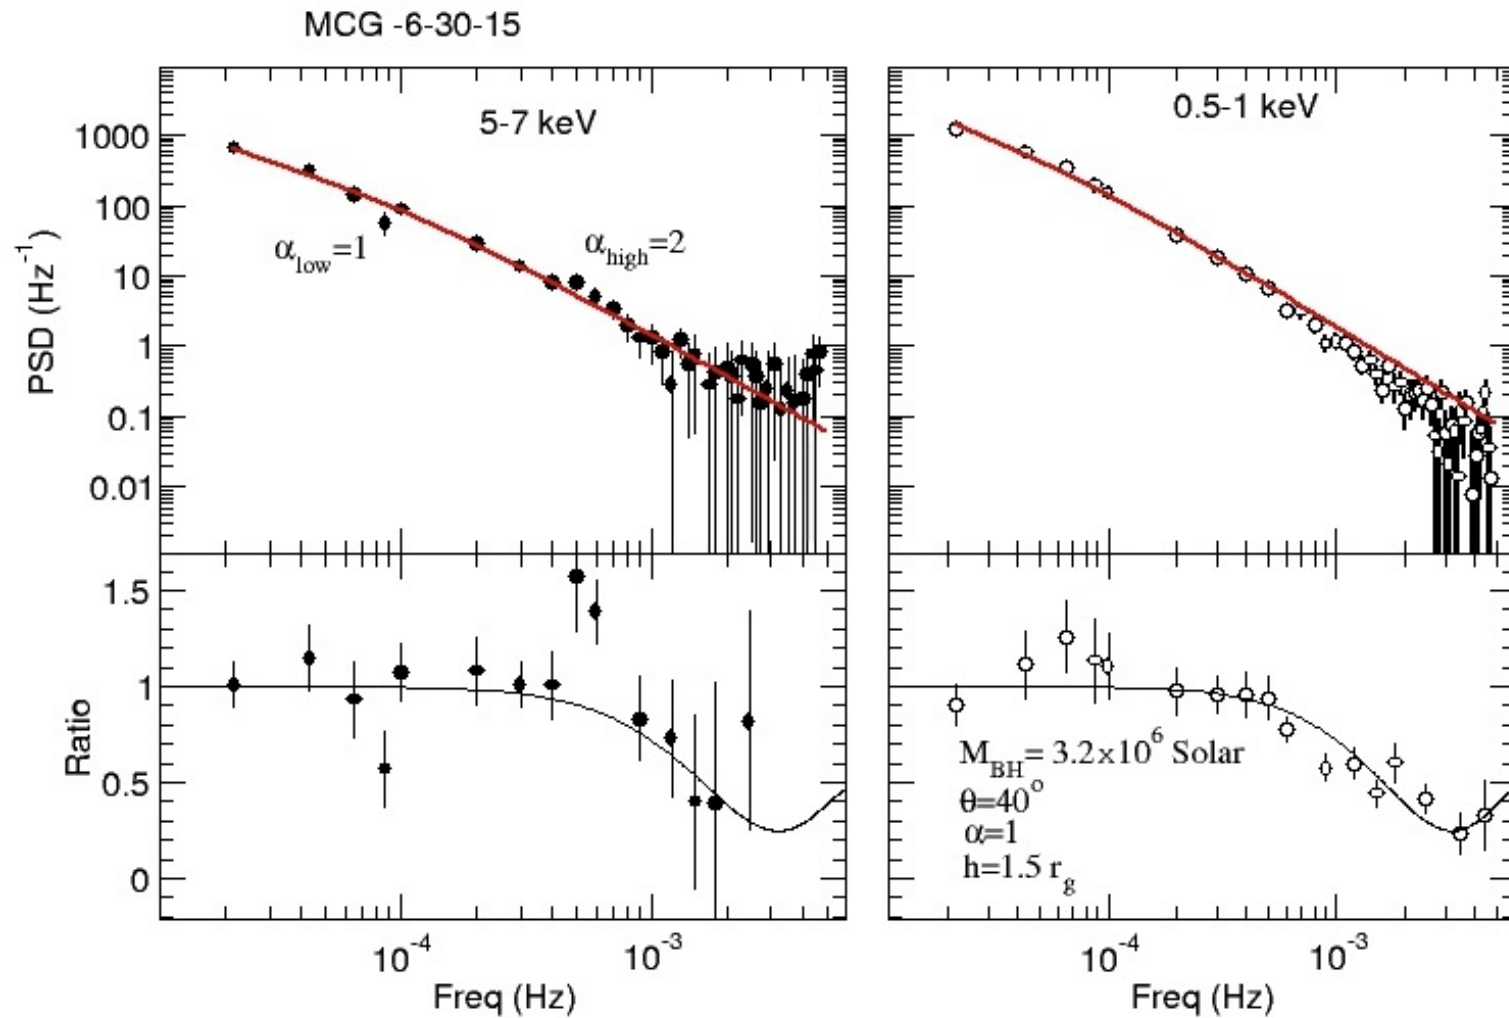 MCG -6-30-15
5-7 keV
0.5-1 keV
1000
100
10
1
0.1
0.01
PSD (Hz⁻¹)
α_low=1
α_high=2
1.5
1
0.5
0
Ratio
M_BH= 3.2×10⁶ Solar
θ=40°
α=1
h=1.5 r_g
10⁻⁴
10⁻³
10⁻⁴
10⁻³
Freq (Hz)
Freq (Hz)